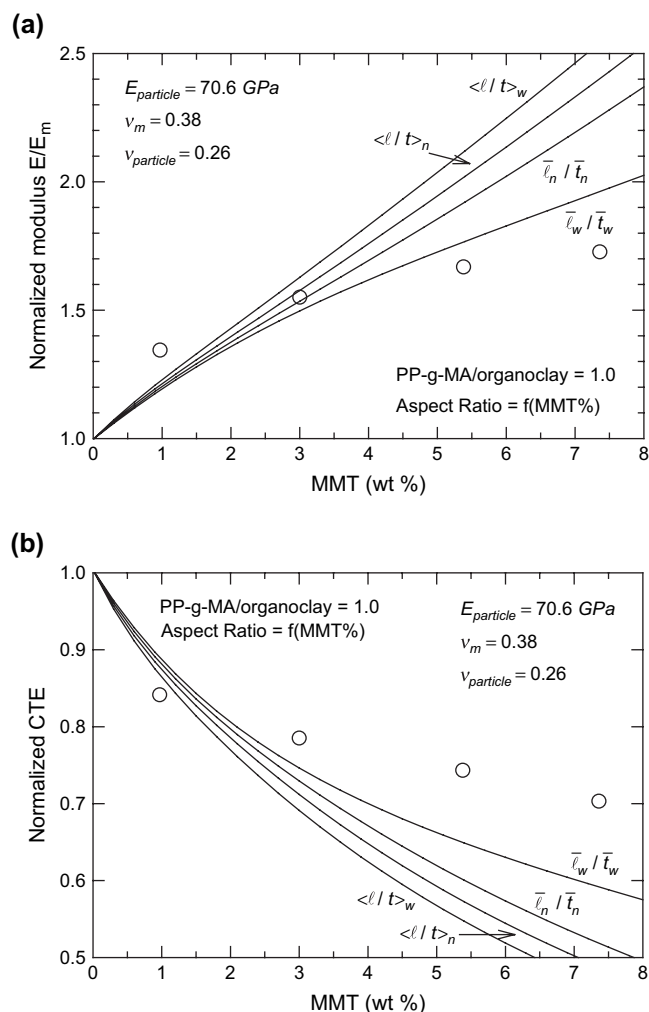 (a)
2.5
2.0
1.5
1.0
Normalized modulus E/Eₘ
E_particle = 70.6 GPa
ν_m = 0.38
ν_particle = 0.26
<ℓ/t>_w
<ℓ/t>_n
ℓ̄_n / t̄_n
ℓ̄_w / t̄_w
PP-g-MA/organoclay = 1.0
Aspect Ratio = f(MMT%)
0 1 2 3 4 5 6 7 8
MMT (wt %)
(b)
1.0
0.9
0.8
0.7
0.6
0.5
Normalized CTE
PP-g-MA/organoclay = 1.0
Aspect Ratio = f(MMT%)
E_particle = 70.6 GPa
ν_m = 0.38
ν_particle = 0.26
ℓ̄_w / t̄_w
ℓ̄_n / t̄_n
<ℓ/t>_w
<ℓ/t>_n
0 1 2 3 4 5 6 7 8
MMT (wt %)